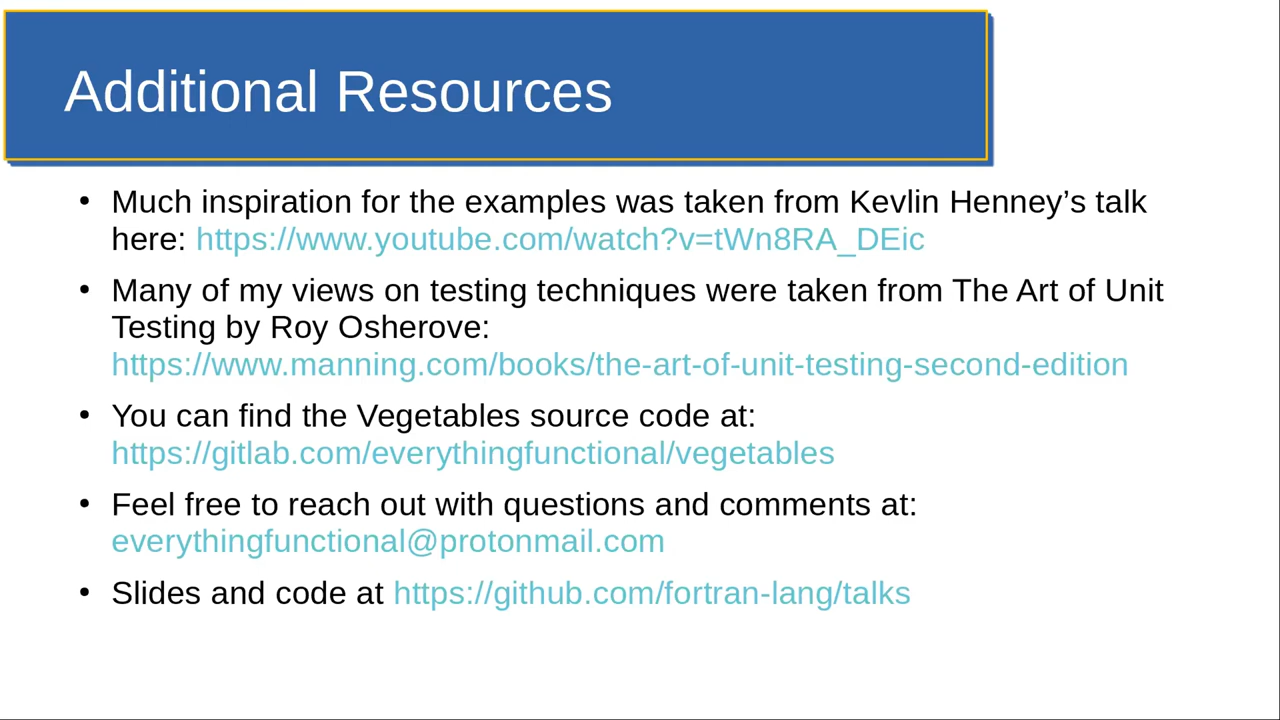 Additional Resources
• Much inspiration for the examples was taken from Kevlin Henney’s talk
here: https://www.youtube.com/watch?v=tWn8RA_DEic
• Many of my views on testing techniques were taken from The Art of Unit
Testing by Roy Osherove:
https://www.manning.com/books/the-art-of-unit-testing-second-edition
• You can find the Vegetables source code at:
https://gitlab.com/everythingfunctional/vegetables
• Feel free to reach out with questions and comments at:
everythingfunctional@protonmail.com
• Slides and code at https://github.com/fortran-lang/talks